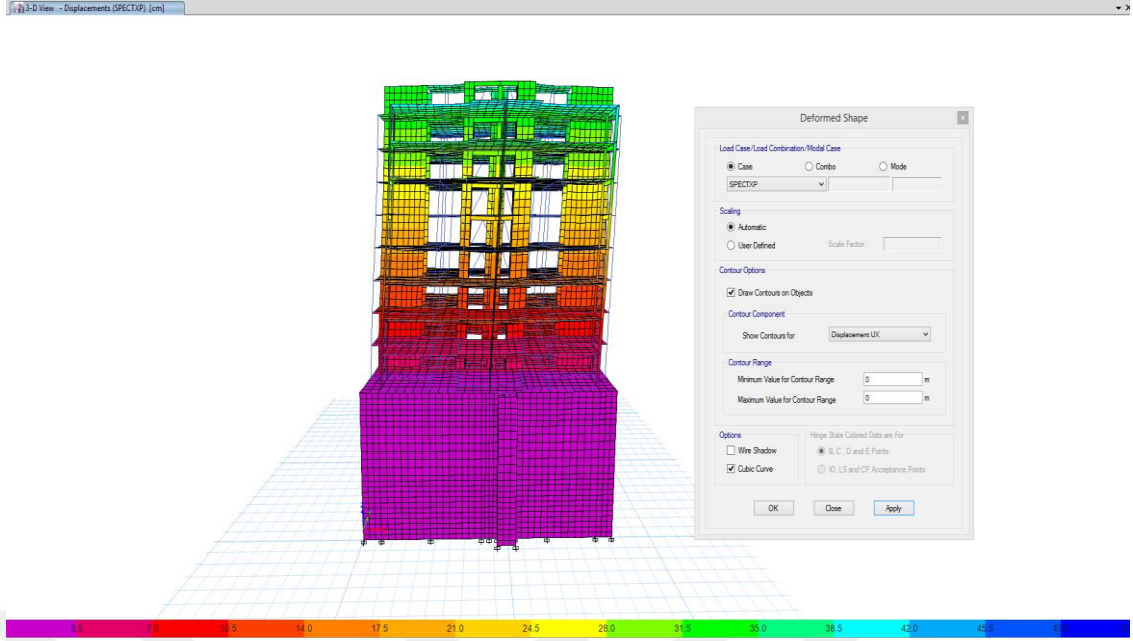 3-D View - Displacements (SPECTXP) [cm]
Deformed Shape
Load Case/Load Combination/Modal Case
Case Combo Mode
SPECTXP
Scaling
Automatic
User Defined Scale Factor
Contour Options
Draw Contours on Objects
Contour Component
Show Contours for Displacement UX
Contour Range
Minimum Value for Contour Range 0 m
Maximum Value for Contour Range 0 m
Options Hinge State Colored Dots are For
Wire Shadow B, C, D and E Points
Cubic Curve IO, LS and CP Acceptance Points
OK Close Apply
3.5 7.0 10.5 14.0 17.5 21.0 24.5 28.0 31.5 35.0 38.5 42.0 45.5